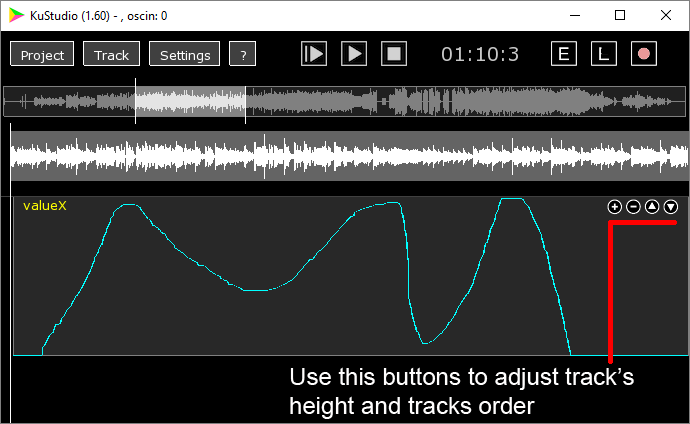 KuStudio (1.60) - , oscin: 0
Project Track Settings ? 01:10:3 E L
valueX
Use this buttons to adjust track's
height and tracks order